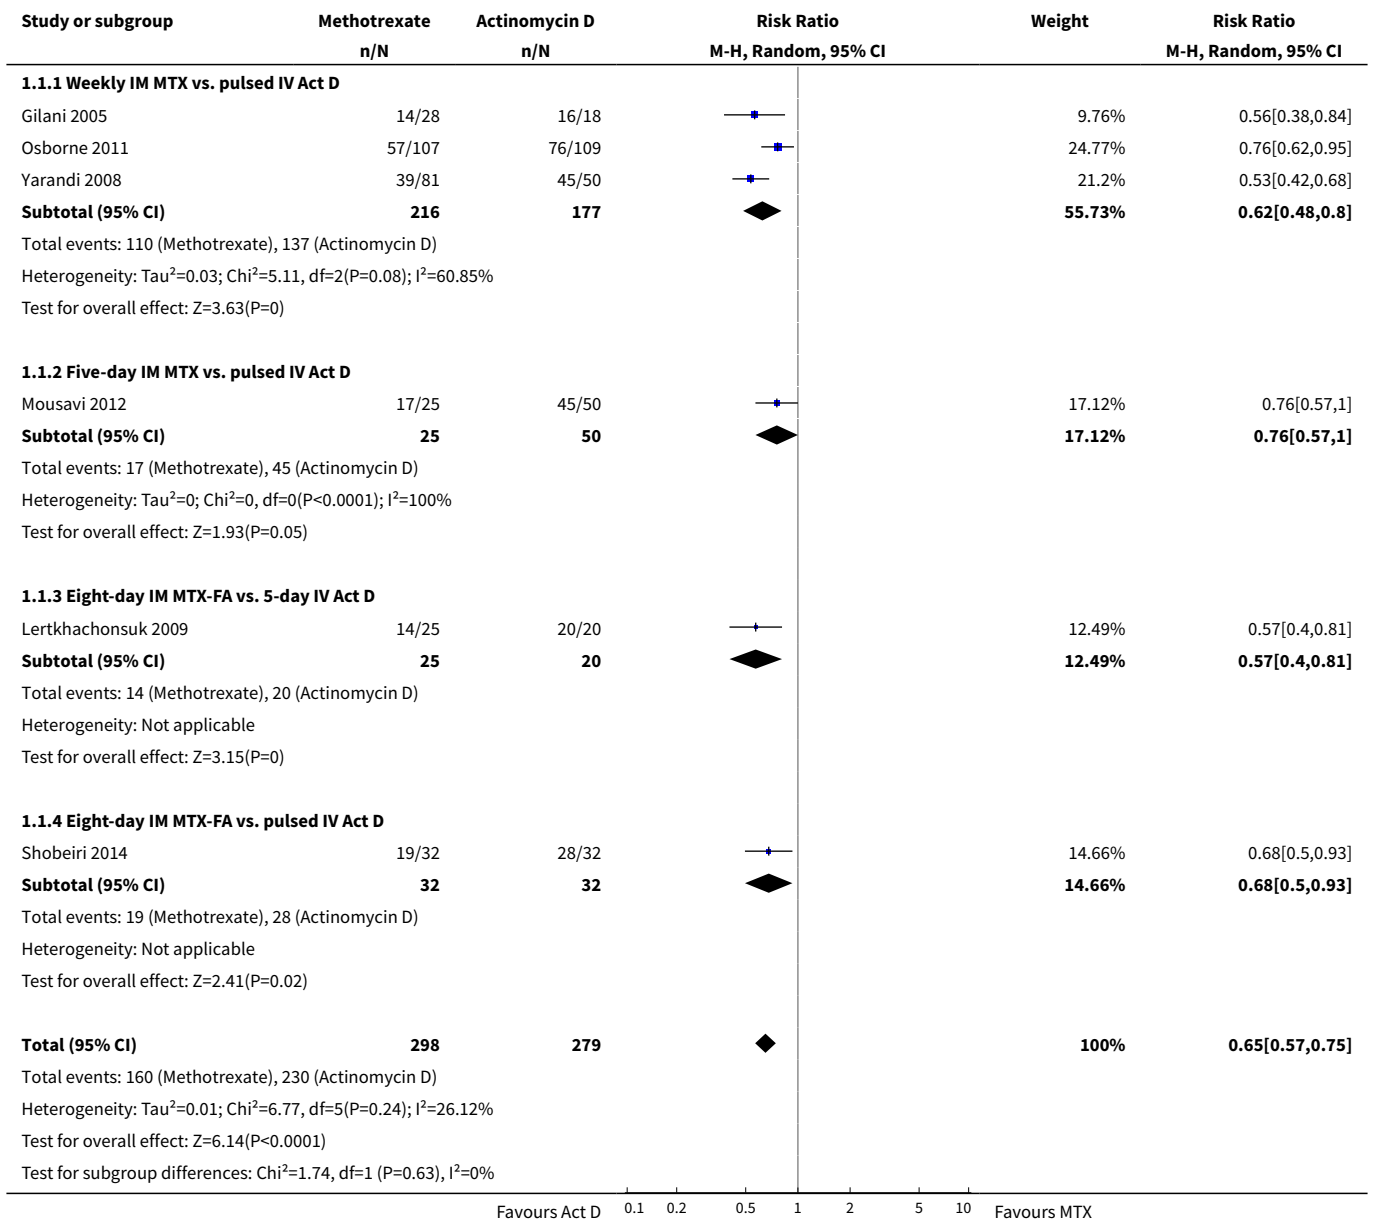 Study or subgroup Methotrexate Actinomycin D Risk Ratio Weight Risk Ratio
n/N n/N M-H, Random, 95% CI M-H, Random, 95% CI
1.1.1 Weekly IM MTX vs. pulsed IV Act D
Gilani 2005 14/28 16/18 9.76% 0.56[0.38,0.84]
Osborne 2011 57/107 76/109 24.77% 0.76[0.62,0.95]
Yarandi 2008 39/81 45/50 21.2% 0.53[0.42,0.68]
Subtotal (95% CI) 216 177 55.73% 0.62[0.48,0.8]
Total events: 110 (Methotrexate), 137 (Actinomycin D)
Heterogeneity: Tau²=0.03; Chi²=5.11, df=2(P=0.08); I²=60.85%
Test for overall effect: Z=3.63(P=0)
1.1.2 Five-day IM MTX vs. pulsed IV Act D
Mousavi 2012 17/25 45/50 17.12% 0.76[0.57,1]
Subtotal (95% CI) 25 50 17.12% 0.76[0.57,1]
Total events: 17 (Methotrexate), 45 (Actinomycin D)
Heterogeneity: Tau²=0; Chi²=0, df=0(P<0.0001); I²=100%
Test for overall effect: Z=1.93(P=0.05)
1.1.3 Eight-day IM MTX-FA vs. 5-day IV Act D
Lertkhachonsuk 2009 14/25 20/20 12.49% 0.57[0.4,0.81]
Subtotal (95% CI) 25 20 12.49% 0.57[0.4,0.81]
Total events: 14 (Methotrexate), 20 (Actinomycin D)
Heterogeneity: Not applicable
Test for overall effect: Z=3.15(P=0)
1.1.4 Eight-day IM MTX-FA vs. pulsed IV Act D
Shobeiri 2014 19/32 28/32 14.66% 0.68[0.5,0.93]
Subtotal (95% CI) 32 32 14.66% 0.68[0.5,0.93]
Total events: 19 (Methotrexate), 28 (Actinomycin D)
Heterogeneity: Not applicable
Test for overall effect: Z=2.41(P=0.02)
Total (95% CI) 298 279 100% 0.65[0.57,0.75]
Total events: 160 (Methotrexate), 230 (Actinomycin D)
Heterogeneity: Tau²=0.01; Chi²=6.77, df=5(P=0.24); I²=26.12%
Test for overall effect: Z=6.14(P<0.0001)
Test for subgroup differences: Chi²=1.74, df=1 (P=0.63), I²=0%
Favours Act D 0.1 0.2 0.5 1 2 5 10 Favours MTX